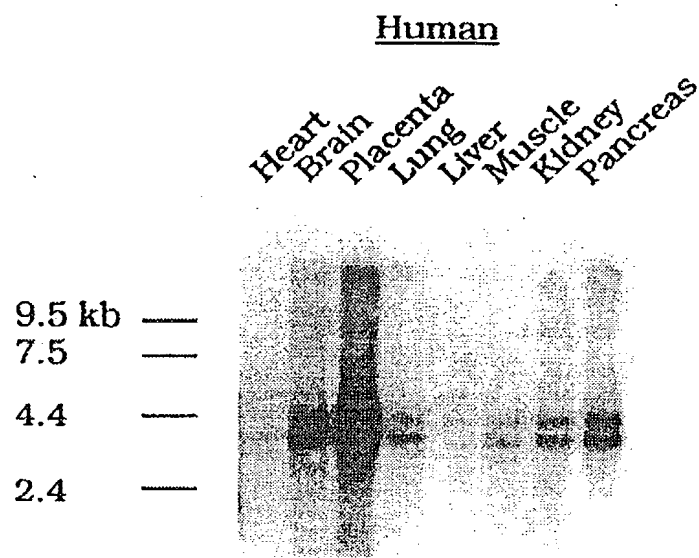 Human
Heart
Brain
Placenta
Lung
Liver
Muscle
Kidney
Pancreas
9.5 kb
7.5
4.4
2.4